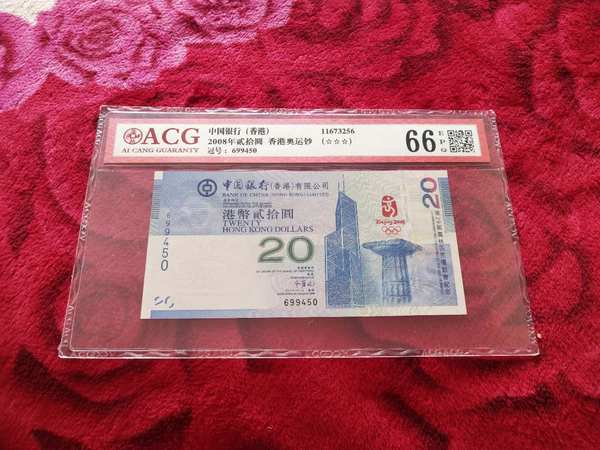 ACG
AI CANG GUARANTY
中国银行（香港）
2008年贰拾圆 香港奥运钞
冠号：699450
11673256
(☆☆☆)
66
EPQ
中國銀行(香港)有限公司
BANK OF CHINA (HONG KONG) LIMITED
港幣貳拾圓
TWENTY
HONG KONG DOLLARS
20
699450
699450
Beijing 2008
20